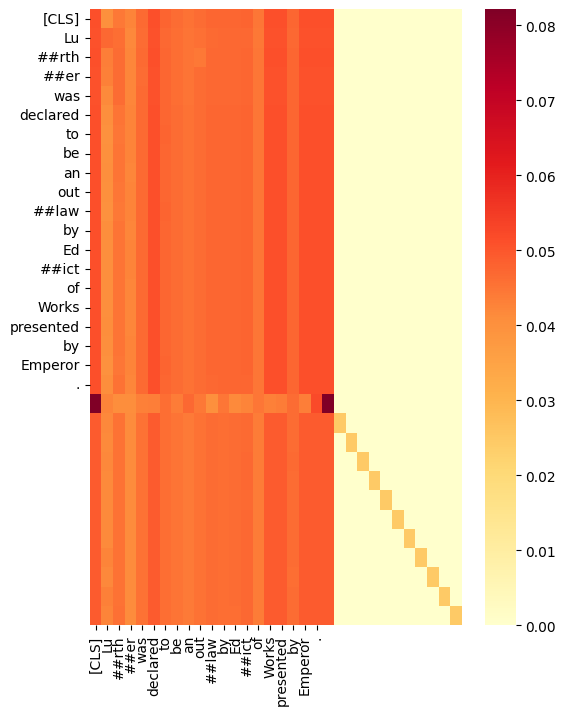 [CLS]
Lu
##rth
##er
was
declared
to
be
an
out
##law
by
Ed
##ict
of
Works
presented
by
Emperor
.
0.08
0.07
0.06
0.05
0.04
0.03
0.02
0.01
0.00
[CLS]
Lu
##rth
##er
was
declared
to
be
an
out
##law
by
Ed
##ict
of
Works
presented
by
Emperor
.